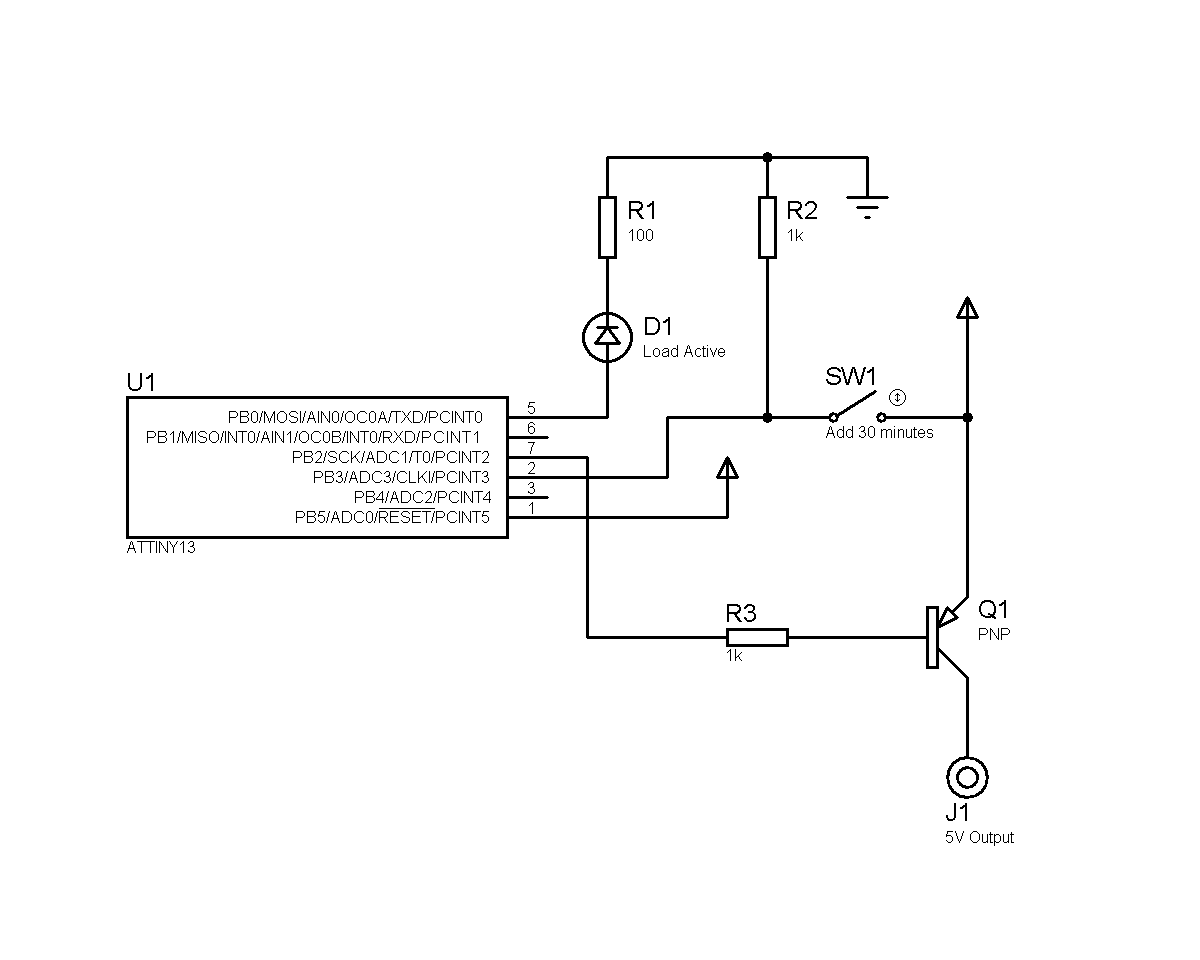 R1
100
R2
1k
D1
Load Active
SW1
Add 30 minutes
U1
PB0/MOSI/AIN0/OC0A/TXD/PCINT0 5
PB1/MISO/INT0/AIN1/OC0B/INT0/RXD/PCINT1 6
PB2/SCK/ADC1/T0/PCINT2 7
PB3/ADC3/CLKI/PCINT3 2
PB4/ADC2/PCINT4 3
PB5/ADC0/RESET/PCINT5 1
ATTINY13
R3
1k
Q1
PNP
J1
5V Output